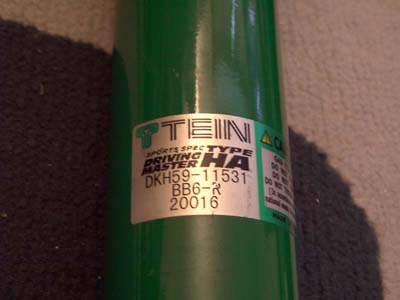 TEIN
SPORTS SPEC TYPE
DRIVING MASTER HA
DKH59-11531
BB6-R
20016